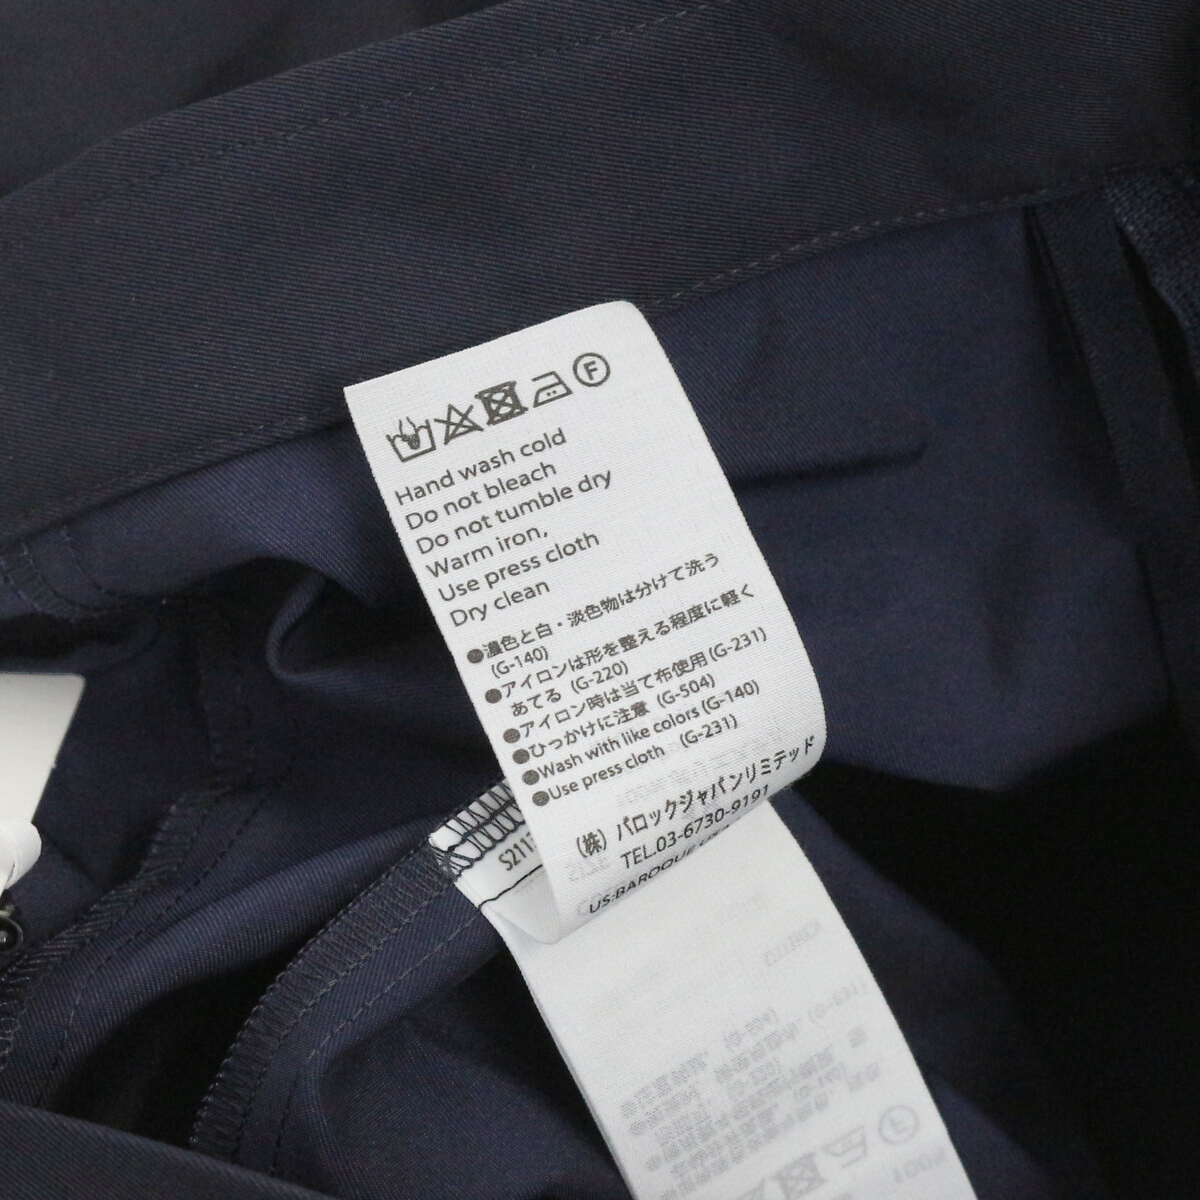 F
Hand wash cold
Do not bleach
Do not tumble dry
Warm iron,
Use press cloth
Dry clean
●濃色と白・淡色物は分けて洗う
(G-140)
●アイロンは形を整える程度に軽く
あてる (G-220)
●アイロン時は当て布使用(G-231)
●ひっかけに注意 (G-504)
●Wash with like colors (G-140)
●Use press cloth (G-231)
(株) バロックジャパンリミテッド
TEL.03-6730-9191
US:BAROQUE